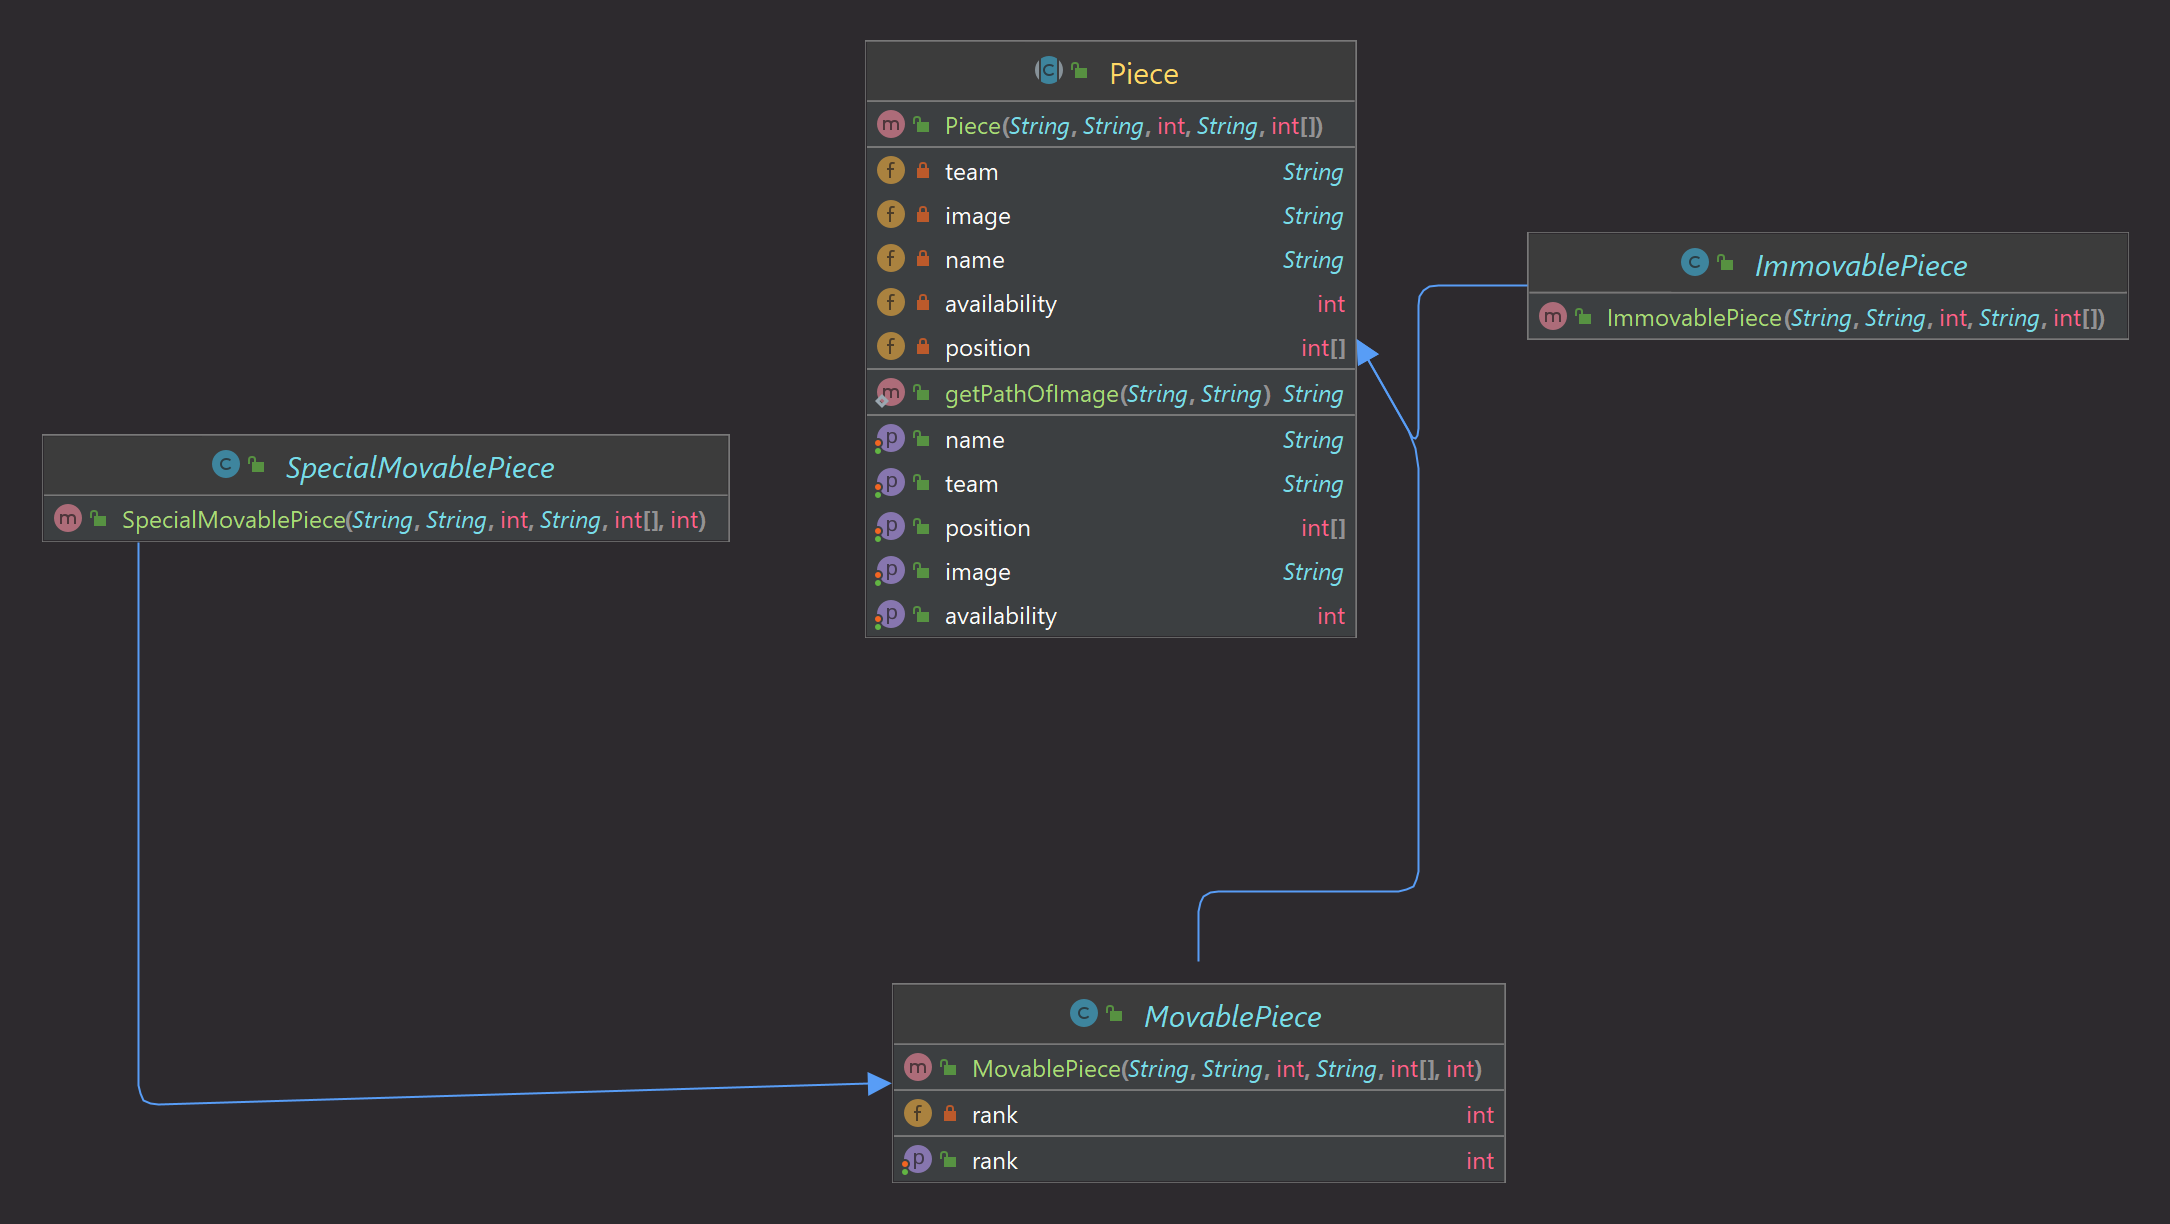 Piece
Piece(String, String, int, String, int[])
team String
image String
name String
availability int
position int[]
getPathOfImage(String, String) String
name String
team String
position int[]
image String
availability int
ImmovablePiece
ImmovablePiece(String, String, int, String, int[])
SpecialMovablePiece
SpecialMovablePiece(String, String, int, String, int[], int)
MovablePiece
MovablePiece(String, String, int, String, int[], int)
rank int
rank int